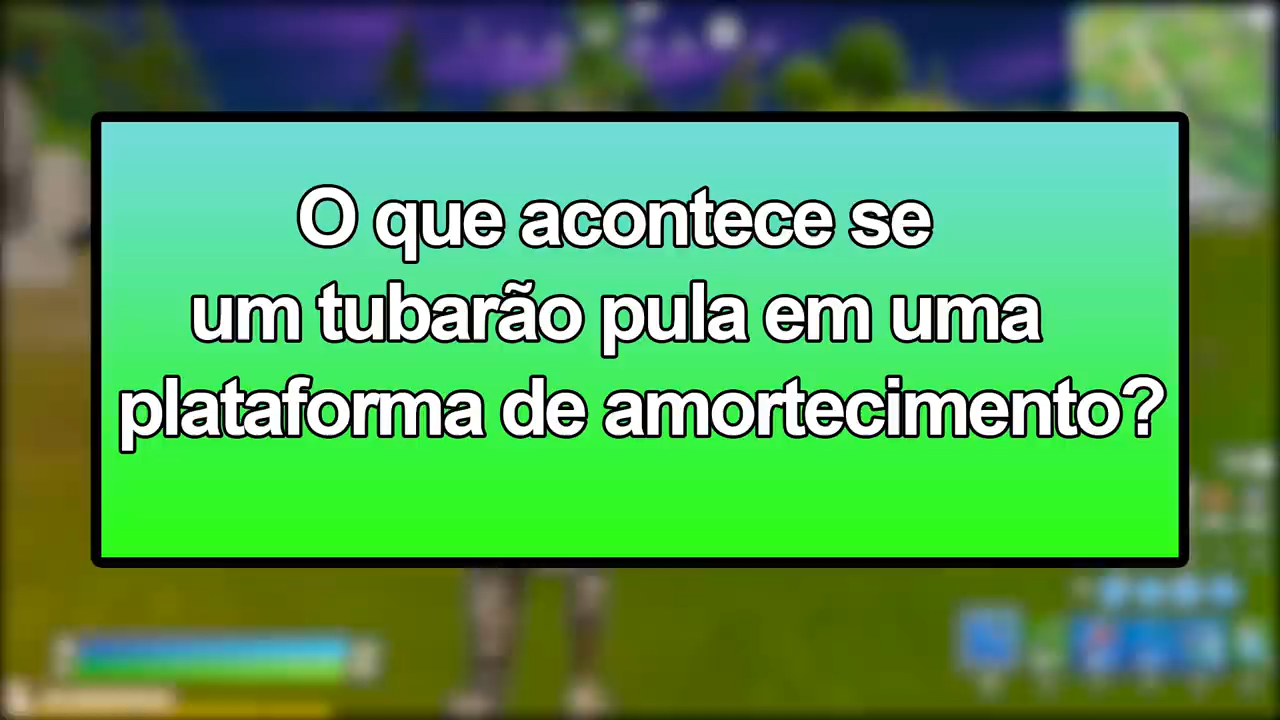 O que acontece se
um tubarão pula em uma
plataforma de amortecimento?